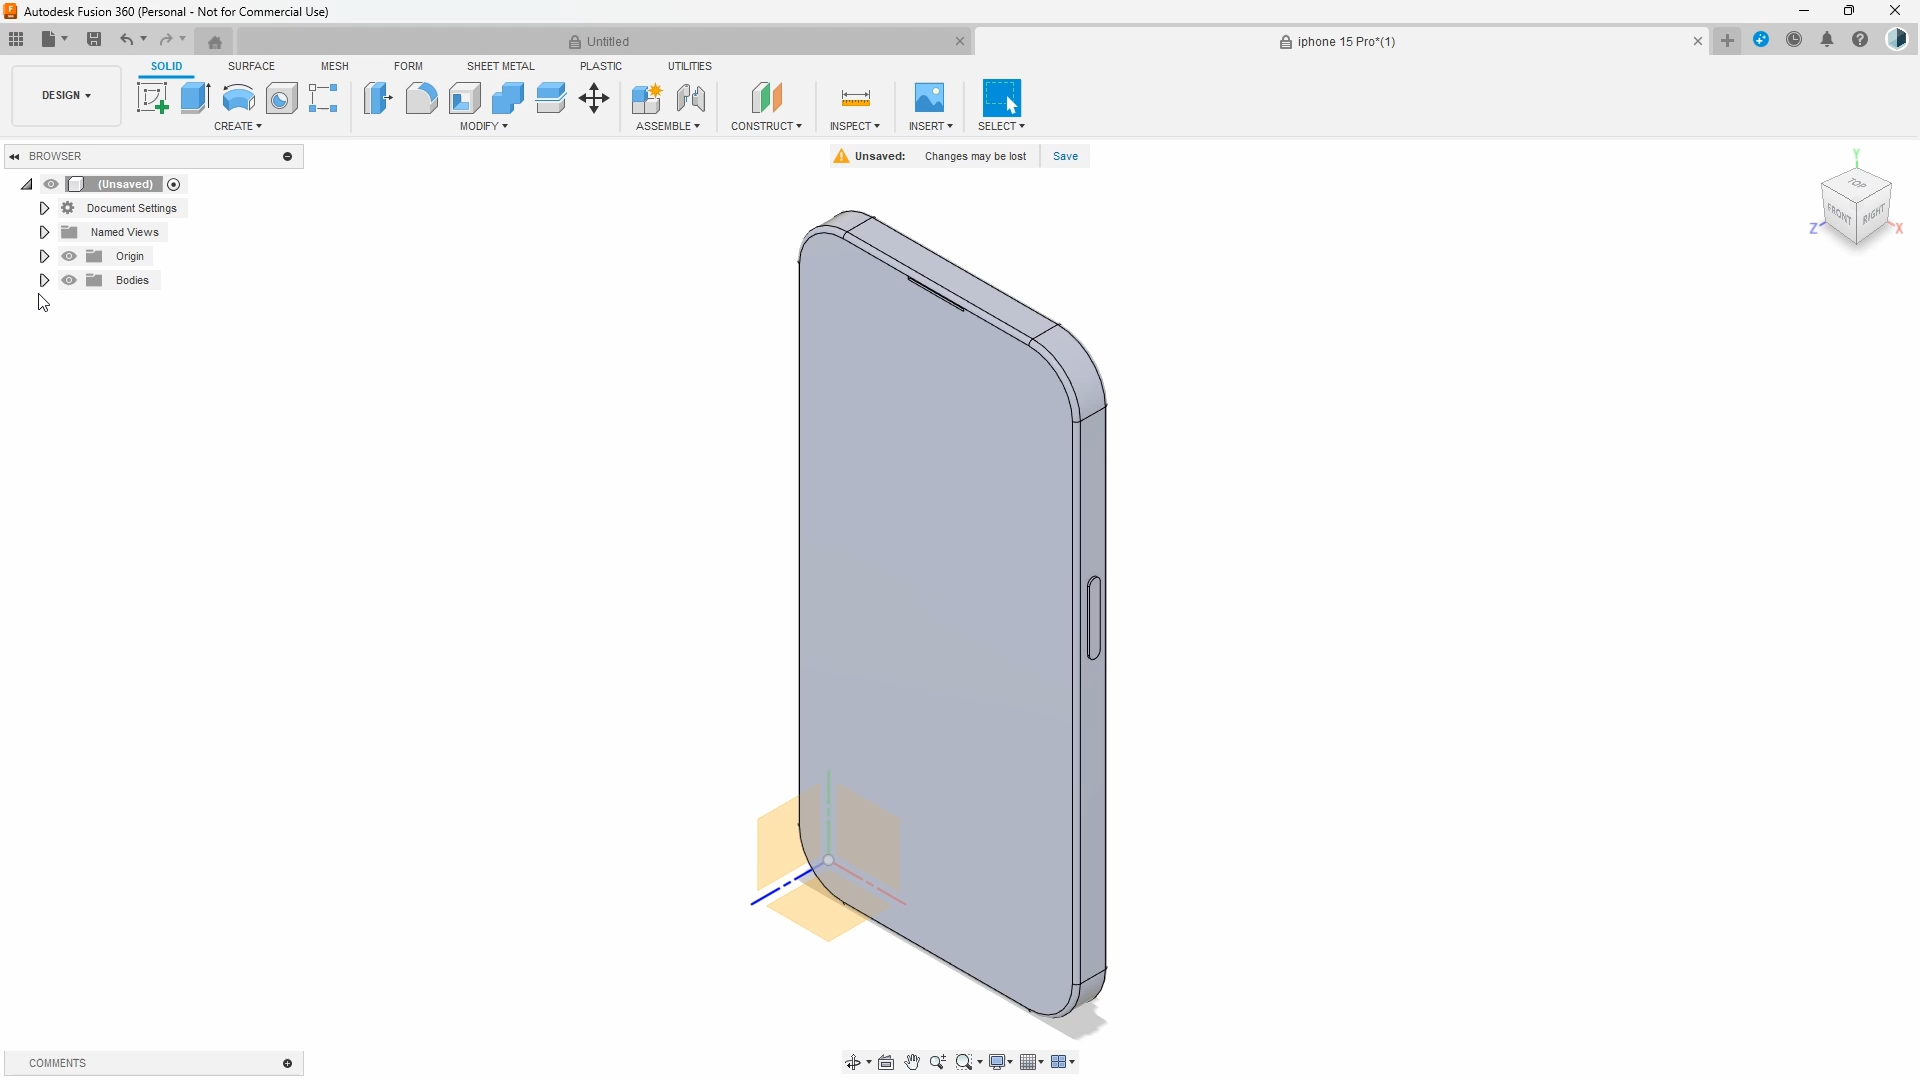 Autodesk Fusion 360 (Personal - Not for Commercial Use)
Untitled
iphone 15 Pro*(1)
DESIGN
SOLID
SURFACE
MESH
FORM
SHEET METAL
PLASTIC
UTILITIES
CREATE
MODIFY
ASSEMBLE
CONSTRUCT
INSPECT
INSERT
SELECT
BROWSER
Unsaved: Changes may be lost Save
(Unsaved)
Document Settings
Named Views
Origin
Bodies
Y
TOP
FRONT
RIGHT
Z
X
COMMENTS